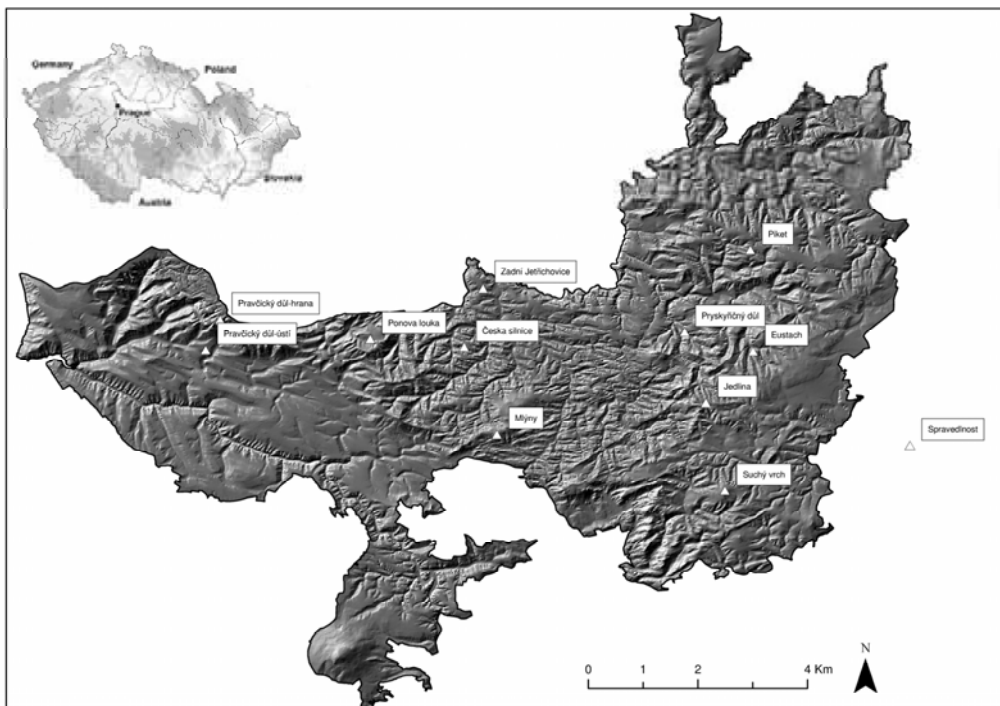 Germany
Poland
Prague
Slovakia
Austria
Piket
Zadní Jetřichovice
Pravčický důl-hrana
Ponova louka
Pryskyřičný důl
Pravčický důl-ústí
Česka silnice
Eustach
Jedlina
Mlýny
Spravedlnost
Suchý vrch
N
0 1 2 4 Km